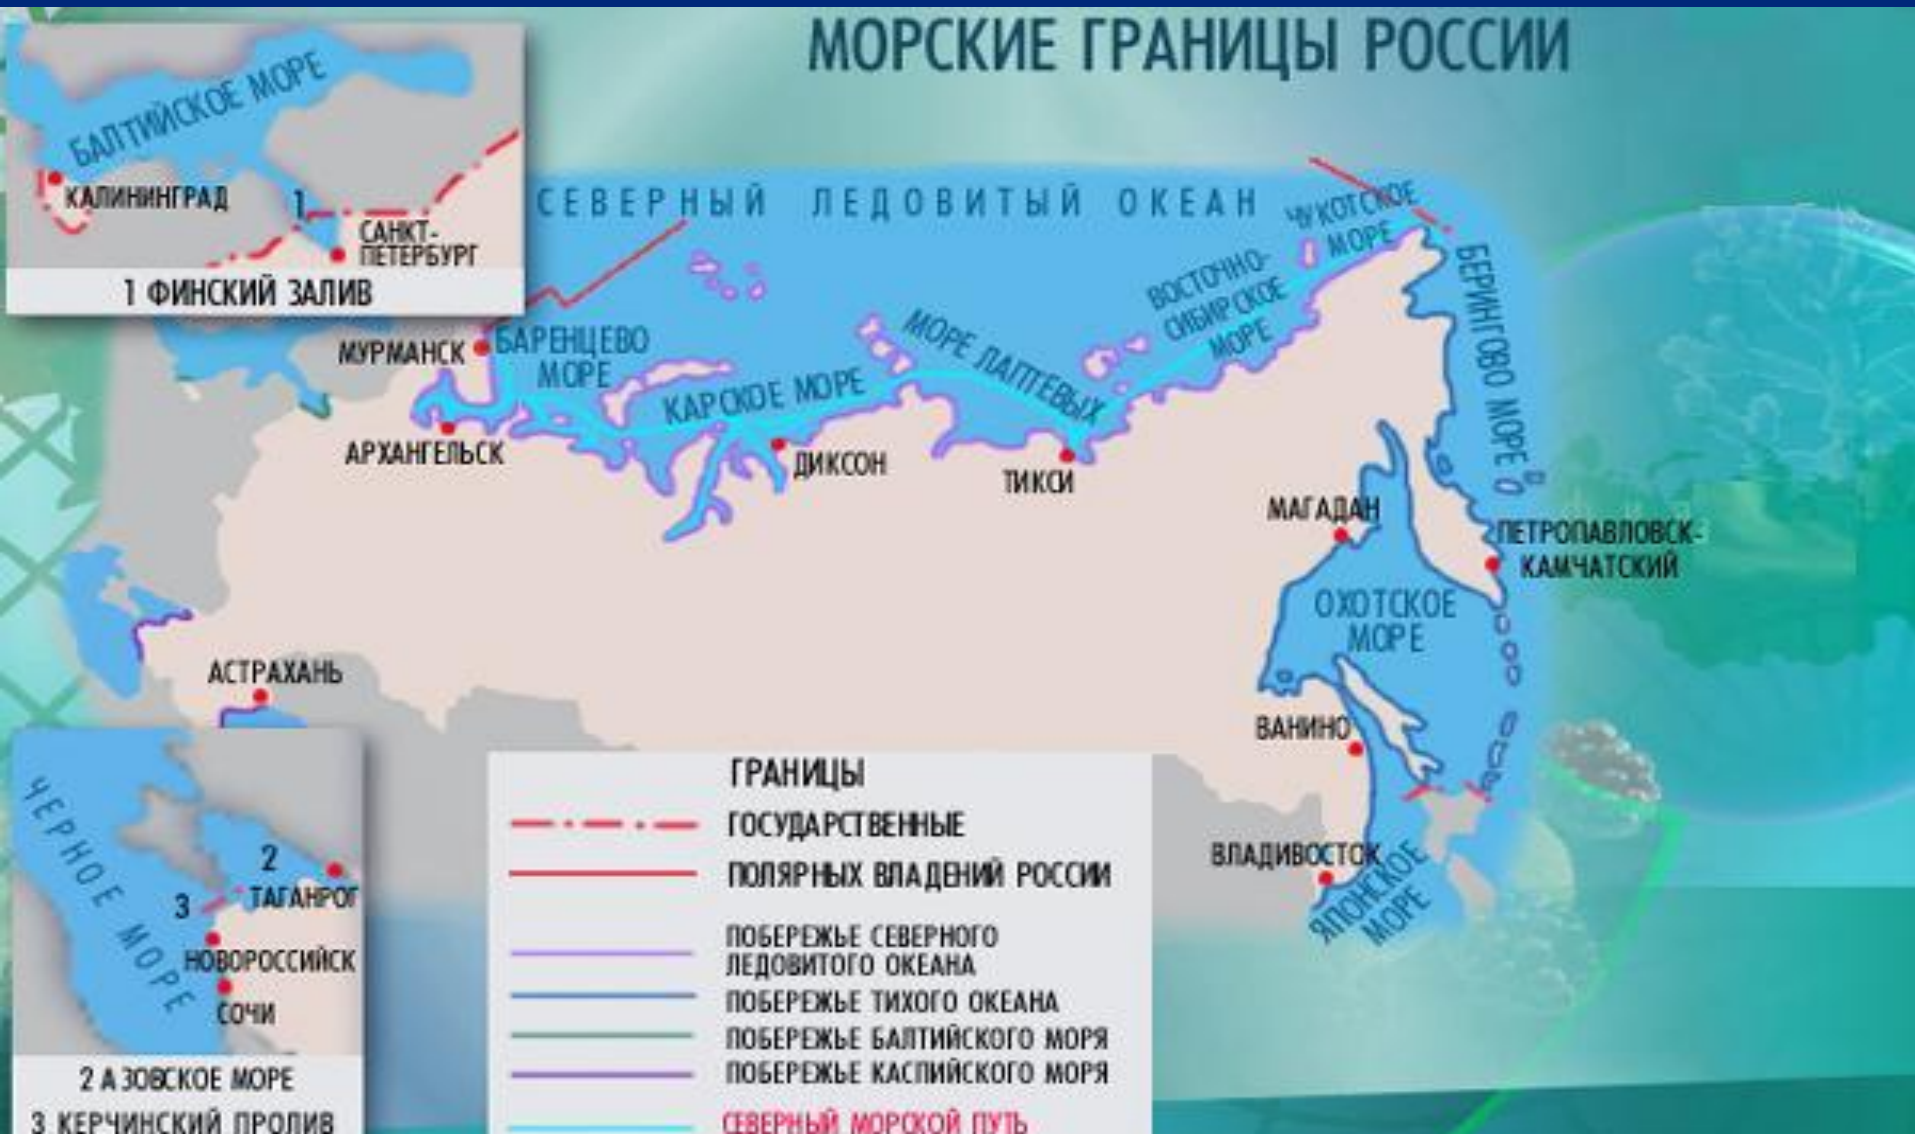 МОРСКИЕ ГРАНИЦЫ РОССИИ
БАЛТИЙСКОЕ МОРЕ
КАЛИНИНГРАД
1
САНКТ-
ПЕТЕРБУРГ
1 ФИНСКИЙ ЗАЛИВ
СЕВЕРНЫЙ ЛЕДОВИТЫЙ ОКЕАН
ЧУКОТСКОЕ
МОРЕ
ВОСТОЧНО-
СИБИРСКОЕ
МОРЕ
БЕРИНГОВО МОРЕ
МУРМАНСК
БАРЕНЦЕВО
МОРЕ
КАРСКОЕ МОРЕ
МОРЕ ЛАПТЕВЫХ
АРХАНГЕЛЬСК
ДИКСОН
ТИКСИ
МАГАДАН
ПЕТРОПАВЛОВСК-
КАМЧАТСКИЙ
ОХОТСКОЕ
МОРЕ
АСТРАХАНЬ
ВАНИНО
ВЛАДИВОСТОК
ЯПОНСКОЕ
МОРЕ
ЧЕРНОЕ МОРЕ
2
ТАГАНРОГ
3
НОВОРОССИЙСК
СОЧИ
2 АЗОВСКОЕ МОРЕ
3 КЕРЧИНСКИЙ ПРОЛИВ
ГРАНИЦЫ
ГОСУДАРСТВЕННЫЕ
ПОЛЯРНЫХ ВЛАДЕНИЙ РОССИИ
ПОБЕРЕЖЬЕ СЕВЕРНОГО
ЛЕДОВИТОГО ОКЕАНА
ПОБЕРЕЖЬЕ ТИХОГО ОКЕАНА
ПОБЕРЕЖЬЕ БАЛТИЙСКОГО МОРЯ
ПОБЕРЕЖЬЕ КАСПИЙСКОГО МОРЯ
СЕВЕРНЫЙ МОРСКОЙ ПУТЬ